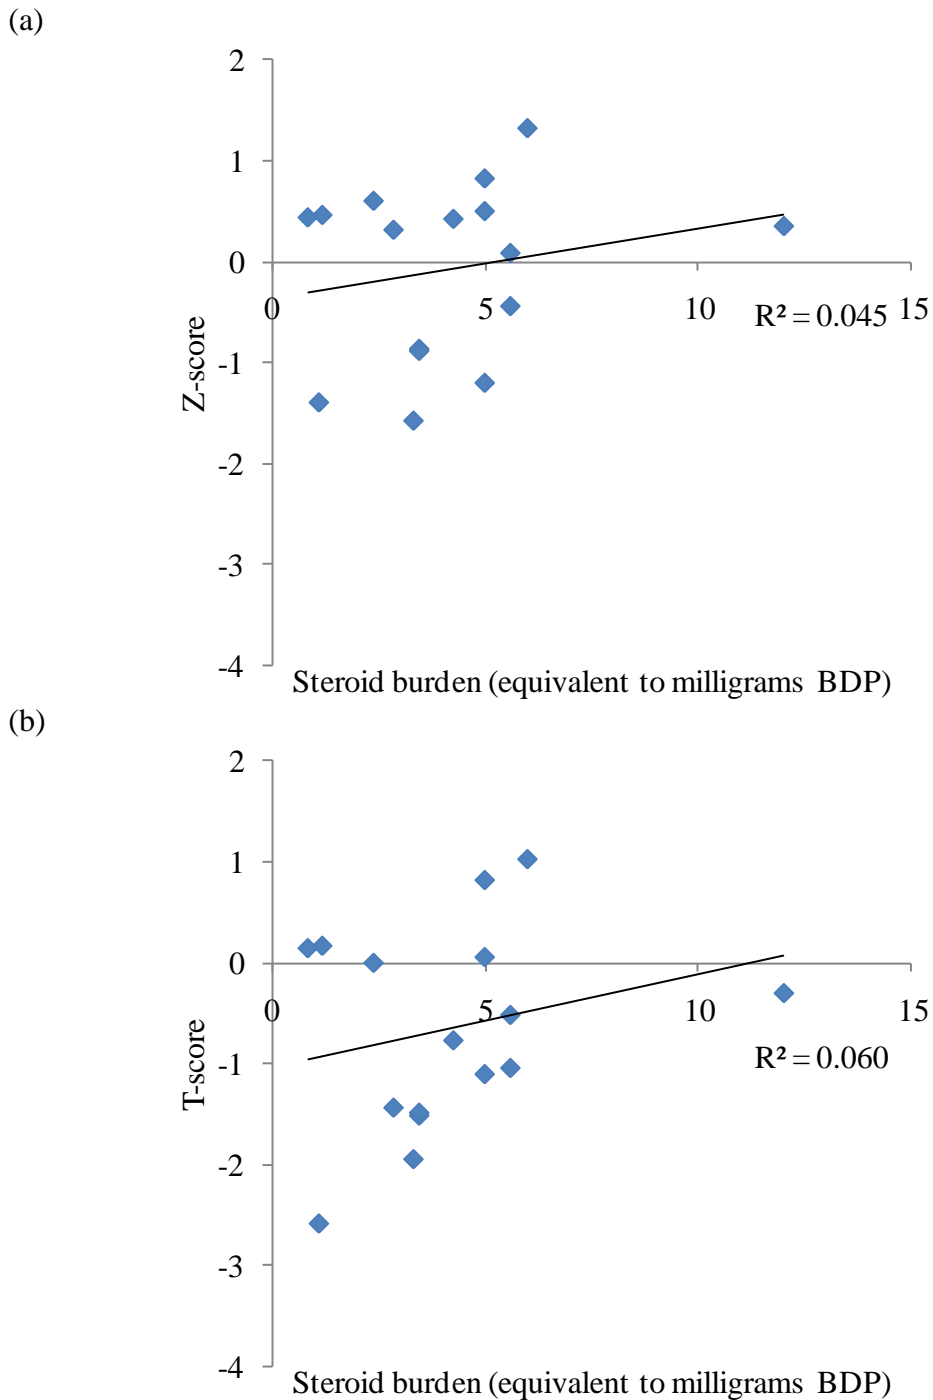 (a)
2
1
0
0 5 10 15
R² = 0.045
-1
Z-score
-2
-3
-4
Steroid burden (equivalent to milligrams BDP)
(b)
2
1
0
0 5 10 15
R² = 0.060
-1
T-score
-2
-3
-4
Steroid burden (equivalent to milligrams BDP)